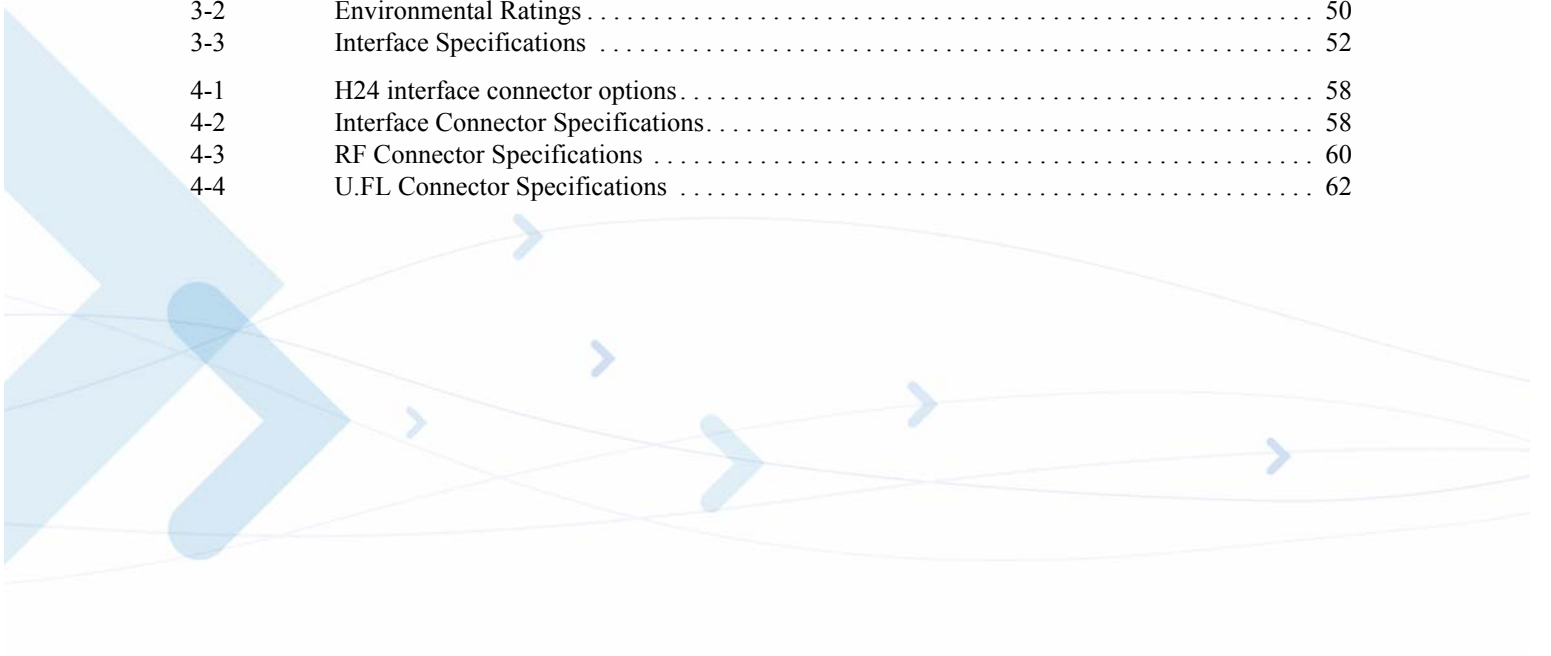 3-2 Environmental Ratings . . . . . . . . . . . . . . . . . . . . . . . . . . . . . . . . . . . . . . . . . . . . . . . . . . . . . . . 50
3-3 Interface Specifications . . . . . . . . . . . . . . . . . . . . . . . . . . . . . . . . . . . . . . . . . . . . . . . . . . . . . . 52
4-1 H24 interface connector options . . . . . . . . . . . . . . . . . . . . . . . . . . . . . . . . . . . . . . . . . . . . . . . . 58
4-2 Interface Connector Specifications . . . . . . . . . . . . . . . . . . . . . . . . . . . . . . . . . . . . . . . . . . . . . . 58
4-3 RF Connector Specifications . . . . . . . . . . . . . . . . . . . . . . . . . . . . . . . . . . . . . . . . . . . . . . . . . . 60
4-4 U.FL Connector Specifications . . . . . . . . . . . . . . . . . . . . . . . . . . . . . . . . . . . . . . . . . . . . . . . . 62